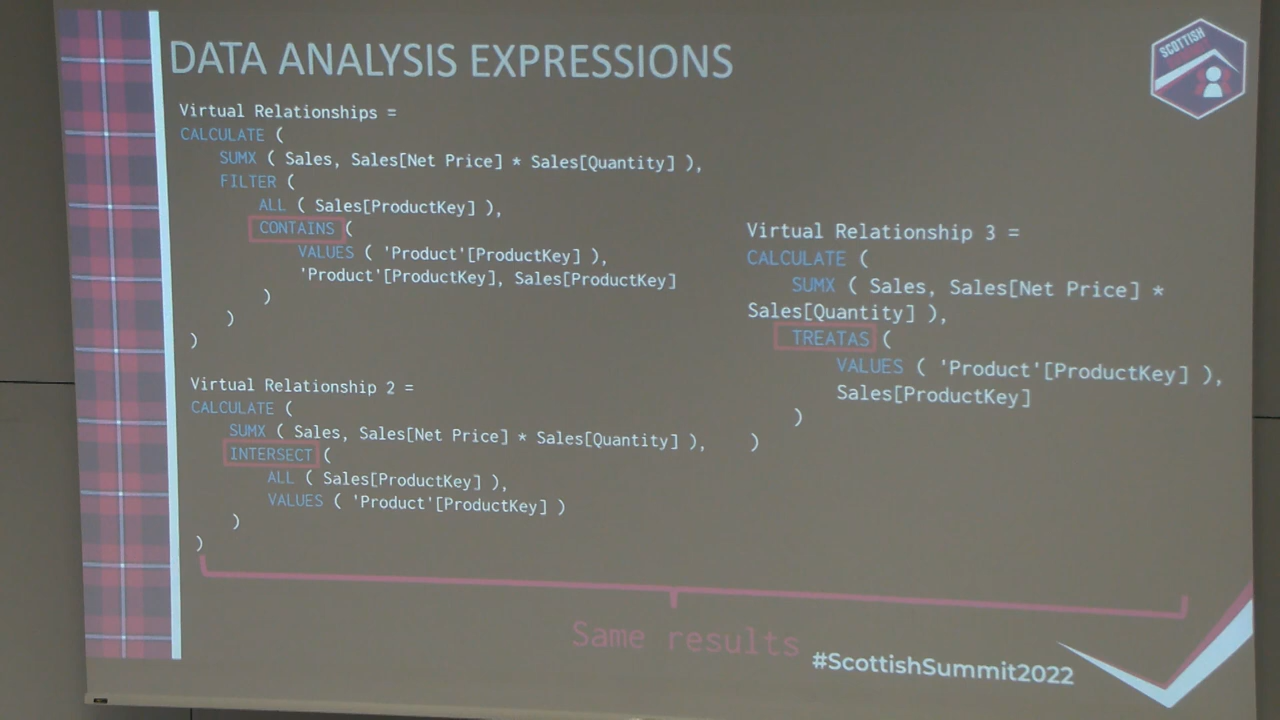 DATA ANALYSIS EXPRESSIONS
SCOTTISH
Virtual Relationships =
CALCULATE (
SUMX ( Sales, Sales[Net Price] * Sales[Quantity] ),
FILTER (
ALL ( Sales[ProductKey] ),
CONTAINS (
VALUES ( 'Product'[ProductKey] ),
'Product'[ProductKey], Sales[ProductKey]
)
)
)
Virtual Relationship 2 =
CALCULATE (
SUMX ( Sales, Sales[Net Price] * Sales[Quantity] ),
INTERSECT (
ALL ( Sales[ProductKey] ),
VALUES ( 'Product'[ProductKey] )
)
)
Virtual Relationship 3 =
CALCULATE (
SUMX ( Sales, Sales[Net Price] *
Sales[Quantity] ),
TREATAS (
VALUES ( 'Product'[ProductKey] ),
Sales[ProductKey]
)
)
Same results
#ScottishSummit2022